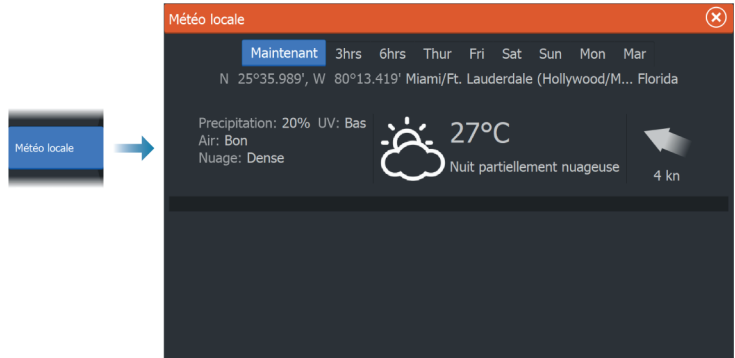 Météo locale
Météo locale
Maintenant 3hrs 6hrs Thur Fri Sat Sun Mon Mar
N 25°35.989', W 80°13.419' Miami/Ft. Lauderdale (Hollywood/M... Florida
Precipitation: 20% UV: Bas
Air: Bon
Nuage: Dense
27°C
Nuit partiellement nuageuse
4 kn